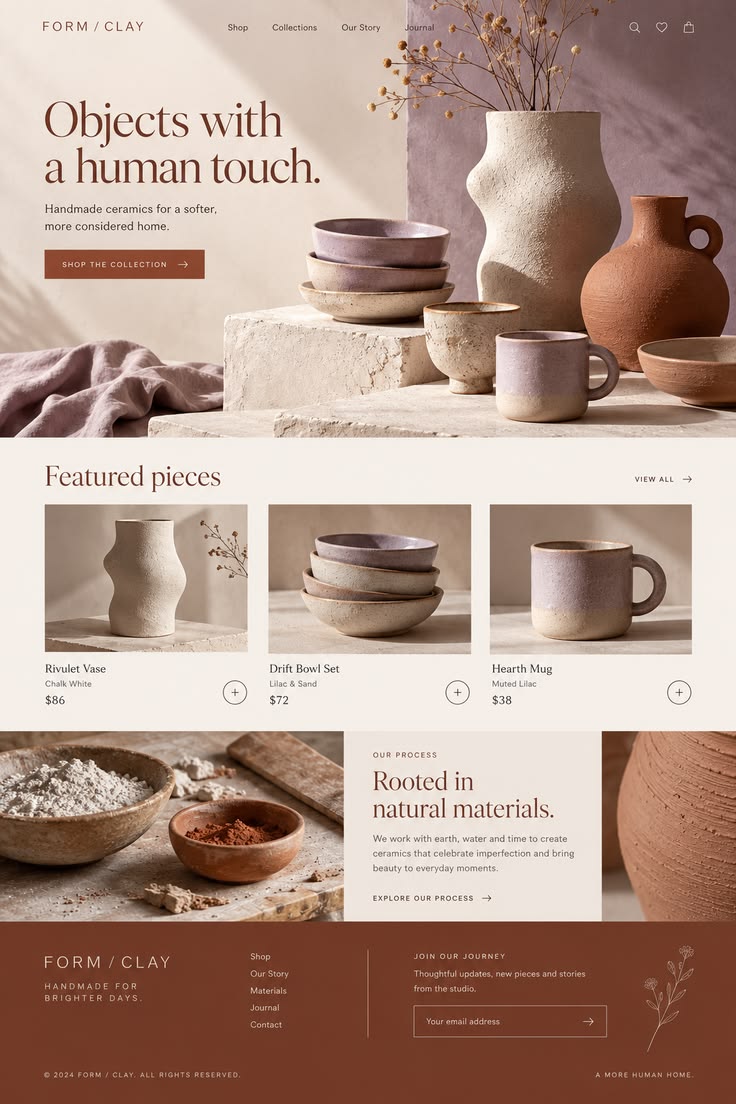 FORM / CLAY
Shop
Collections
Our Story
Journal
Objects with
a human touch.
Handmade ceramics for a softer,
more considered home.
SHOP THE COLLECTION
Featured pieces
VIEW ALL
Rivulet Vase
Chalk White
$86
Drift Bowl Set
Lilac & Sand
$72
Hearth Mug
Muted Lilac
$38
OUR PROCESS
Rooted in
natural materials.
We work with earth, water and time to create
ceramics that celebrate imperfection and bring
beauty to everyday moments.
EXPLORE OUR PROCESS
FORM / CLAY
HANDMADE FOR
BRIGHTER DAYS.
Shop
Our Story
Materials
Journal
Contact
JOIN OUR JOURNEY
Thoughtful updates, new pieces and stories
from the studio.
Your email address
© 2024 FORM / CLAY. ALL RIGHTS RESERVED.
A MORE HUMAN HOME.